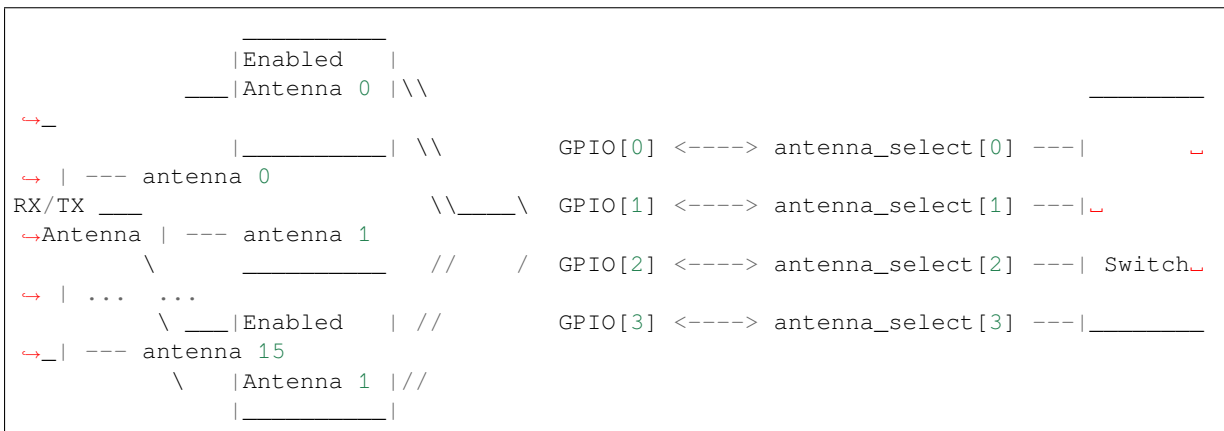 __________
                   |Enabled   |
               ___|Antenna 0 |\\                                                         ________
↪_
                   |__________| \\         GPIO[0] <----> antenna_select[0] ---|        ␣
↪ | --- antenna 0
RX/TX ___                        \\____\  GPIO[1] <----> antenna_select[1] ---|␣
↪Antenna | --- antenna 1
           \       __________   //     /  GPIO[2] <----> antenna_select[2] ---| Switch␣
↪ | ...  ...
            \ ___|Enabled   | //         GPIO[3] <----> antenna_select[3] ---|________
↪_| --- antenna 15
             \   |Antenna 1 |//
                  |__________|